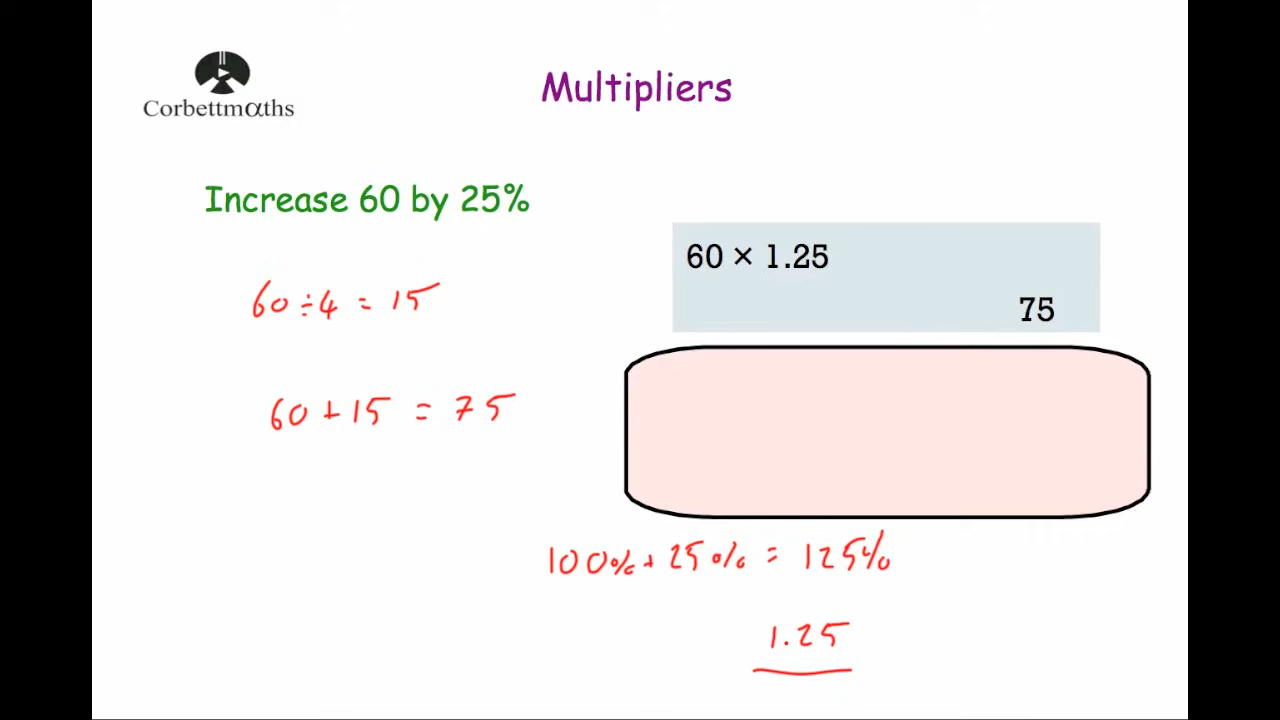 Corbettmαths
Multipliers
Increase 60 by 25%
60 ÷ 4 = 15
60 + 15 = 75
60 × 1.25
75
100% + 25% = 125%
1.25